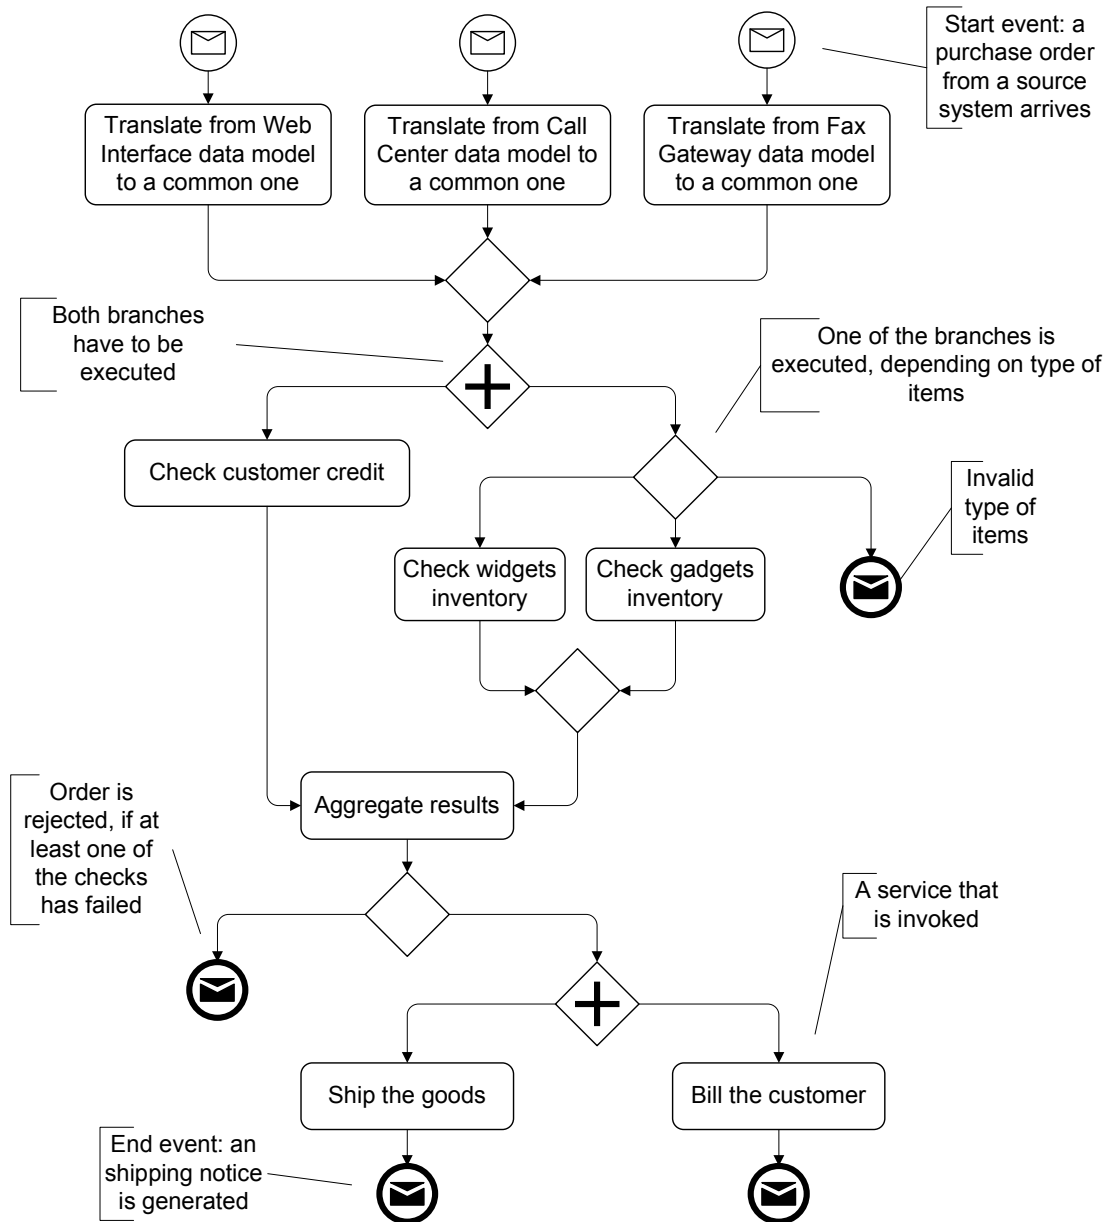 Start event: a
purchase order
from a source
system arrives
Translate from Web
Interface data model
to a common one
Translate from Call
Center data model to
a common one
Translate from Fax
Gateway data model
to a common one
Both branches
have to be
executed
One of the branches is
executed, depending on type of
items
Check customer credit
Invalid
type of
items
Check widgets
inventory
Check gadgets
inventory
Order is
rejected, if at
least one of
the checks
has failed
Aggregate results
A service that
is invoked
Ship the goods
Bill the customer
End event: an
shipping notice
is generated